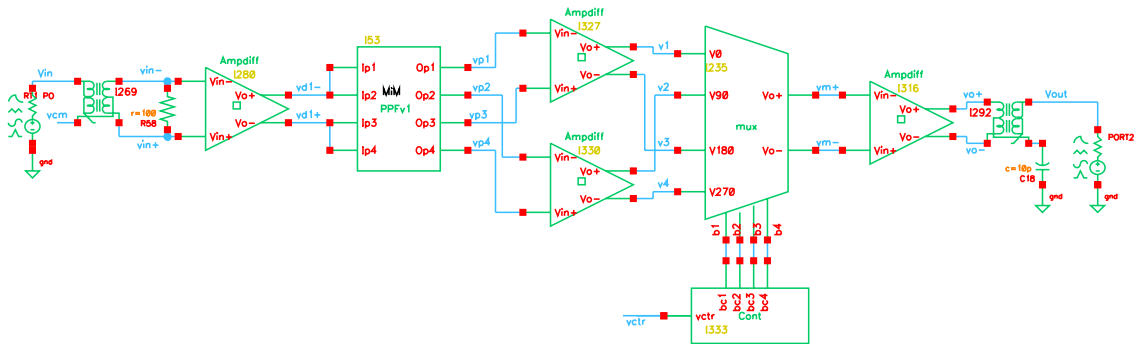 Vin
RF1 P0
vcm
gnd
I269
vin-
r=100
R58
vin+
Ampdiff
I280
Vin-
Vo+
Vo-
Vin+
vd1-
vd1+
I53
Ip1
Ip2
Ip3
Ip4
MiM
PPFv1
Op1
Op2
Op3
Op4
vp1
vp2
vp3
vp4
Ampdiff
I327
Vin-
Vo+
Vo-
Vin+
Ampdiff
I330
Vin-
Vo+
Vo-
Vin+
v1
v2
v3
v4
V0
I235
V90
V180
V270
mux
Vo+
Vo-
b1
b2
b3
b4
bc1
bc2
bc3
bc4
vctr
vctr
Cont
I333
vm+
vm-
Ampdiff
I316
Vin-
Vo+
Vo-
Vin+
vo+
vo-
I292
Vout
c=10p
C18
gnd
PORT2
gnd